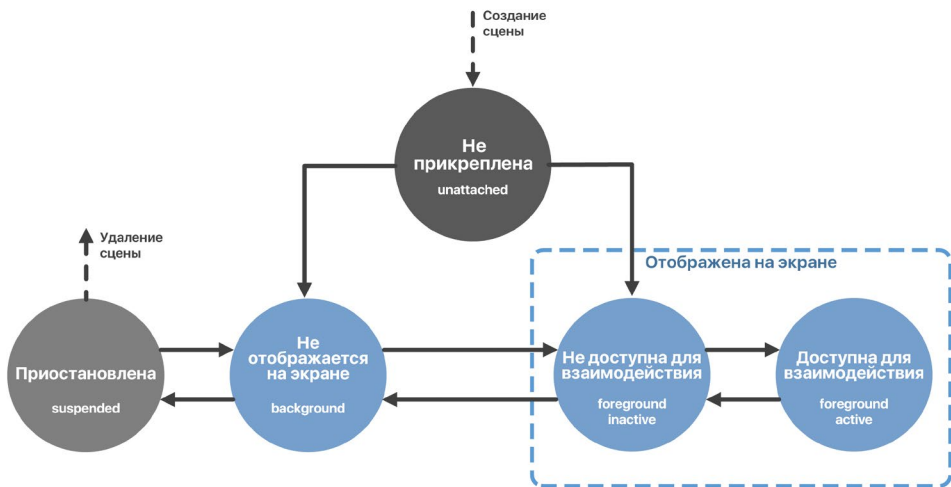 Создание
сцены
Не
прикреплена
unattached
Удаление
сцены
Отображена на экране
Приостановлена
suspended
Не
отображается
на экране
background
Не доступна для
взаимодействия
foreground
inactive
Доступна для
взаимодействия
foreground
active